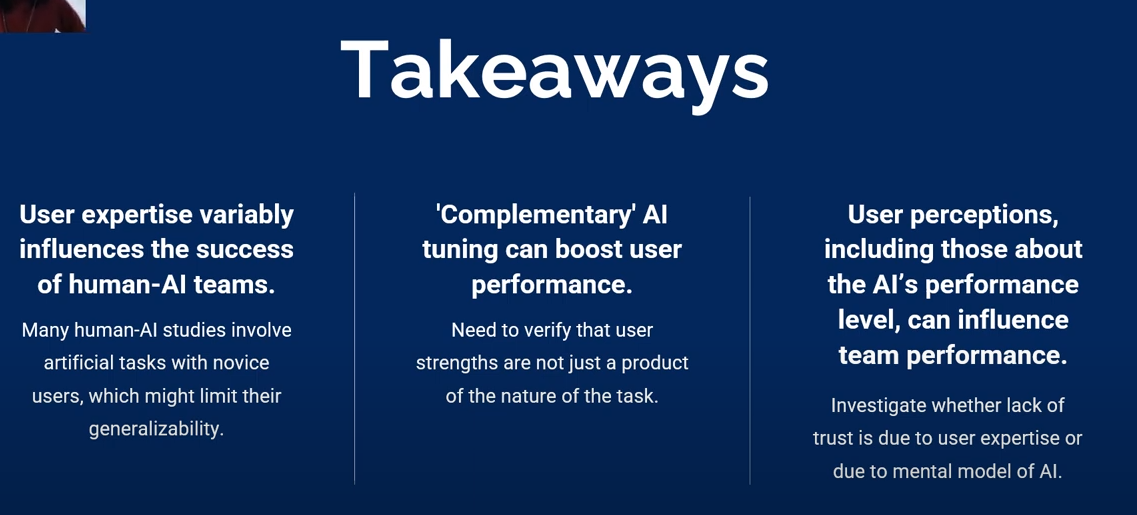 Takeaways
User expertise variably
influences the success
of human-AI teams.
Many human-AI studies involve
artificial tasks with novice
users, which might limit their
generalizability.
'Complementary' AI
tuning can boost user
performance.
Need to verify that user
strengths are not just a product
of the nature of the task.
User perceptions,
including those about
the AI’s performance
level, can influence
team performance.
Investigate whether lack of
trust is due to user expertise or
due to mental model of AI.